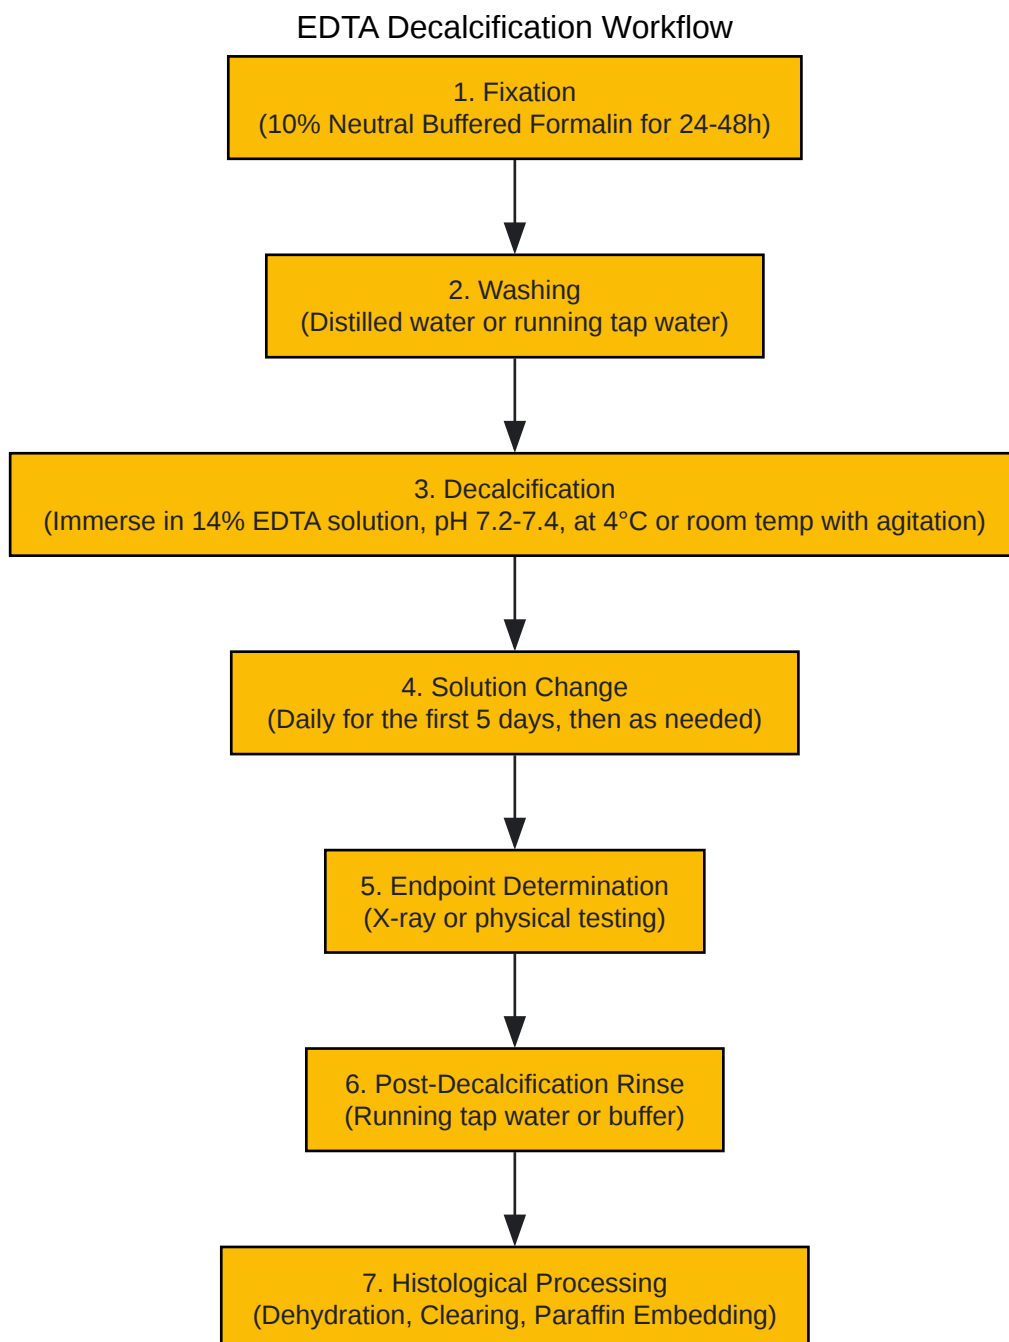 EDTA Decalcification Workflow
1. Fixation
(10% Neutral Buffered Formalin for 24-48h)
2. Washing
(Distilled water or running tap water)
3. Decalcification
(Immerse in 14% EDTA solution, pH 7.2-7.4, at 4°C or room temp with agitation)
4. Solution Change
(Daily for the first 5 days, then as needed)
5. Endpoint Determination
(X-ray or physical testing)
6. Post-Decalcification Rinse
(Running tap water or buffer)
7. Histological Processing
(Dehydration, Clearing, Paraffin Embedding)